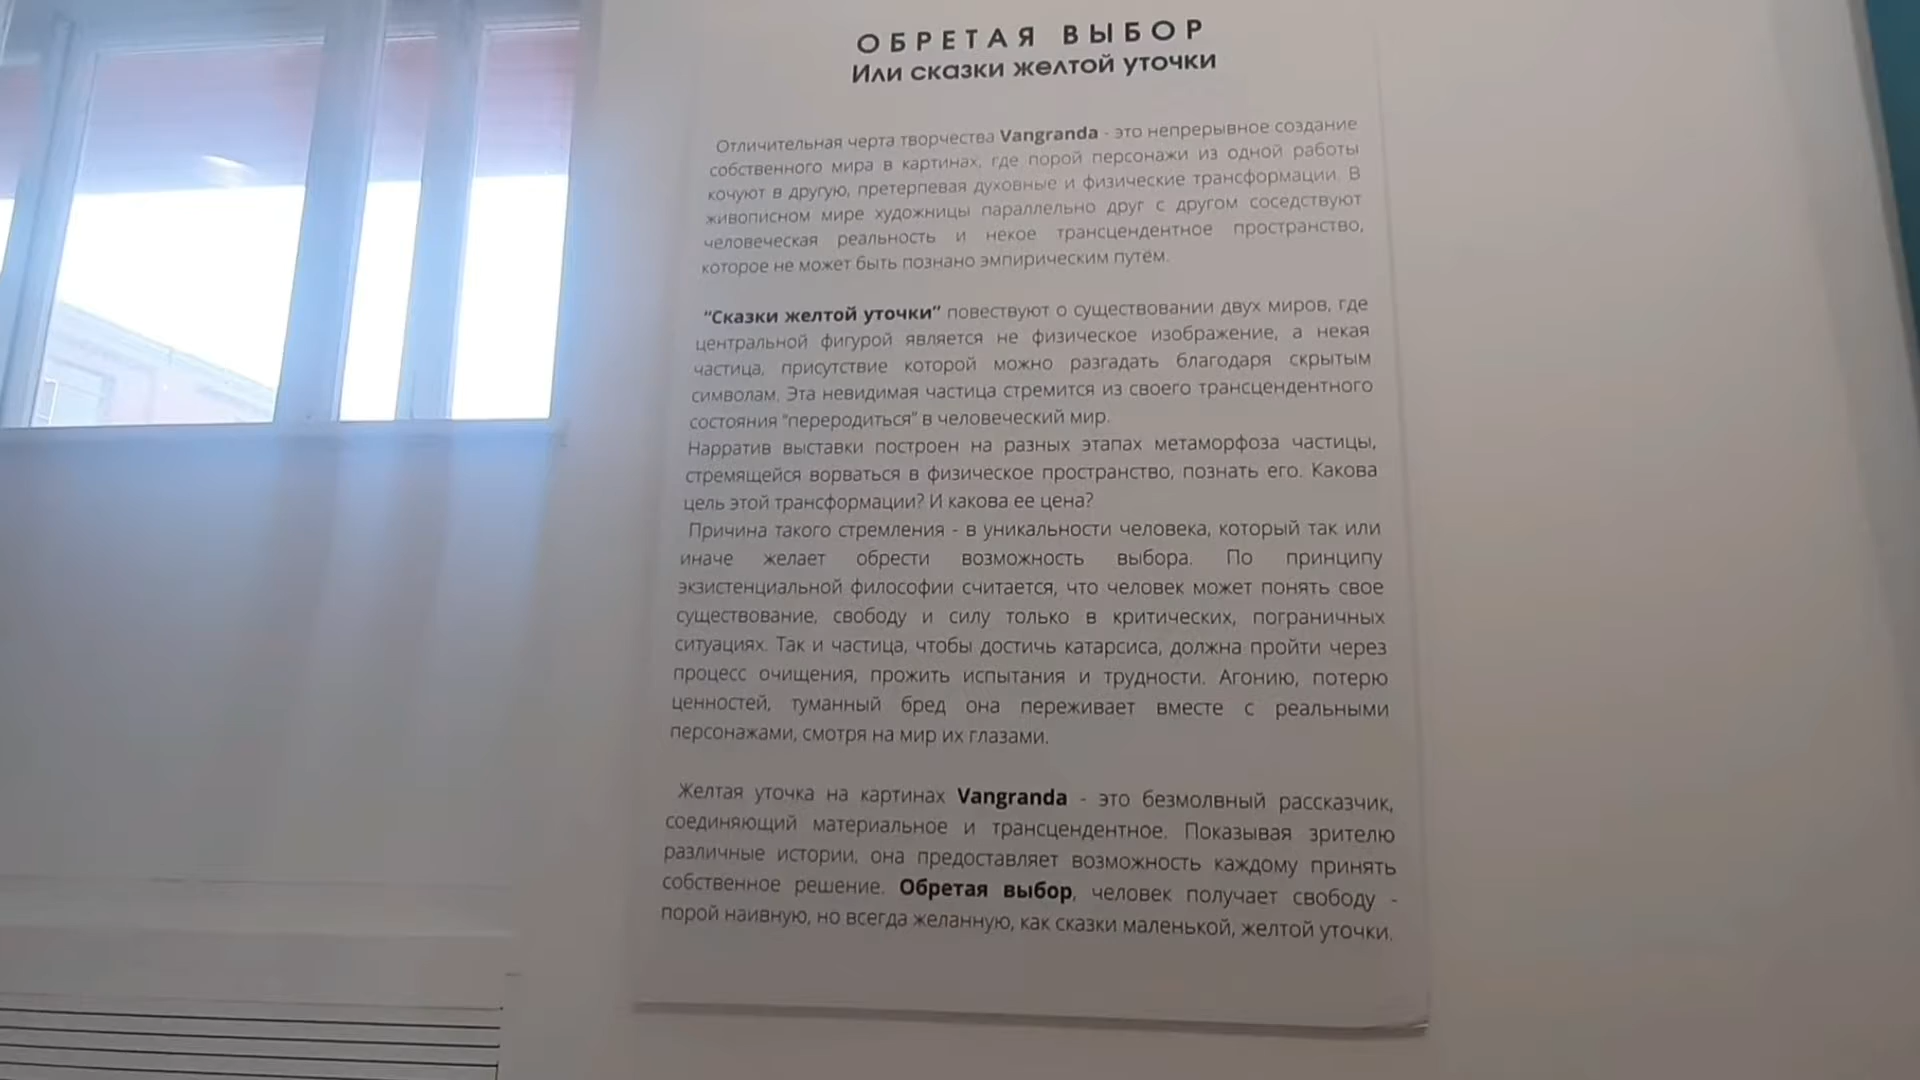 ОБРЕТАЯ ВЫБОР
Или сказки желтой уточки
Отличительная черта творчества Vangranda - это непрерывное создание
собственного мира в картинах, где порой персонажи из одной работы
кочуют в другую, претерпевая духовные и физические трансформации. В
живописном мире художницы параллельно друг с другом соседствуют
человеческая реальность и некое трансцендентное пространство,
которое не может быть познано эмпирическим путём.
“Сказки желтой уточки” повествуют о существовании двух миров, где
центральной фигурой является не физическое изображение, а некая
частица, присутствие которой можно разгадать благодаря скрытым
символам. Эта невидимая частица стремится из своего трансцендентного
состояния “переродиться” в человеческий мир.
Нарратив выставки построен на разных этапах метаморфоза частицы,
стремящейся ворваться в физическое пространство, познать его. Какова
цель этой трансформации? И какова ее цена?
Причина такого стремления - в уникальности человека, который так или
иначе желает обрести возможность выбора. По принципу
экзистенциальной философии считается, что человек может понять свое
существование, свободу и силу только в критических, пограничных
ситуациях. Так и частица, чтобы достичь катарсиса, должна пройти через
процесс очищения, прожить испытания и трудности. Агонию, потерю
ценностей, туманный бред она переживает вместе с реальными
персонажами, смотря на мир их глазами.
Желтая уточка на картинах Vangranda - это безмолвный рассказчик,
соединяющий материальное и трансцендентное. Показывая зрителю
различные истории, она предоставляет возможность каждому принять
собственное решение. Обретая выбор, человек получает свободу -
порой наивную, но всегда желанную, как сказки маленькой, желтой уточки.